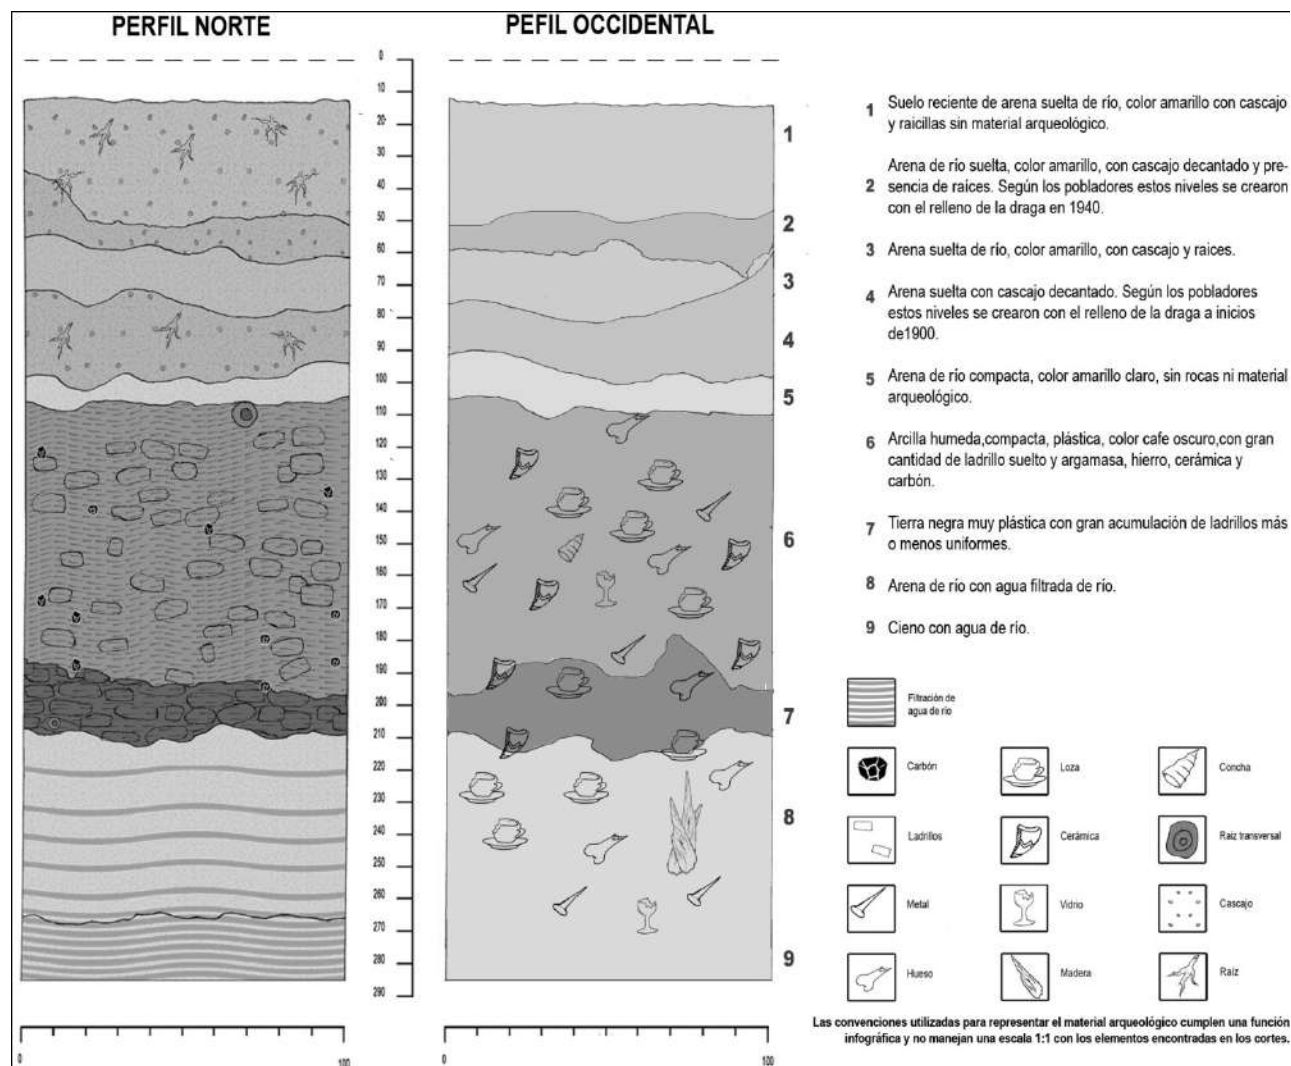 PERFIL NORTE
PEFIL OCCIDENTAL
0
10
20
30
40
50
60
70
80
90
100
110
120
130
140
150
160
170
180
190
200
210
220
230
240
250
260
270
280
290
0
100
0
100
1
2
3
4
5
6
7
8
9
1 Suelo reciente de arena suelta de río, color amarillo con cascajo
y raicillas sin material arqueológico.
Arena de río suelta, color amarillo, con cascajo decantado y pre-
2 sencia de raíces. Según los pobladores estos niveles se crearon
con el relleno de la draga en 1940.
3 Arena suelta de río, color amarillo, con cascajo y raices.
4 Arena suelta con cascajo decantado. Según los pobladores
estos niveles se crearon con el relleno de la draga a inicios
de1900.
5 Arena de río compacta, color amarillo claro, sin rocas ni material
arqueológico.
6 Arcilla humeda,compacta, plástica, color cafe oscuro,con gran
cantidad de ladrillo suelto y argamasa, hierro, cerámica y
carbón.
7 Tierra negra muy plástica con gran acumulación de ladrillos más
o menos uniformes.
8 Arena de río con agua filtrada de río.
9 Cieno con agua de río.
Filtración de
agua de río
Carbón
Loza
Concha
Ladrillos
Cerámica
Raíz transversal
Metal
Vidrio
Cascajo
Hueso
Madera
Raíz
Las convenciones utilizadas para representar el material arqueológico cumplen una función
infográfica y no manejan una escala 1:1 con los elementos encontradas en los cortes.